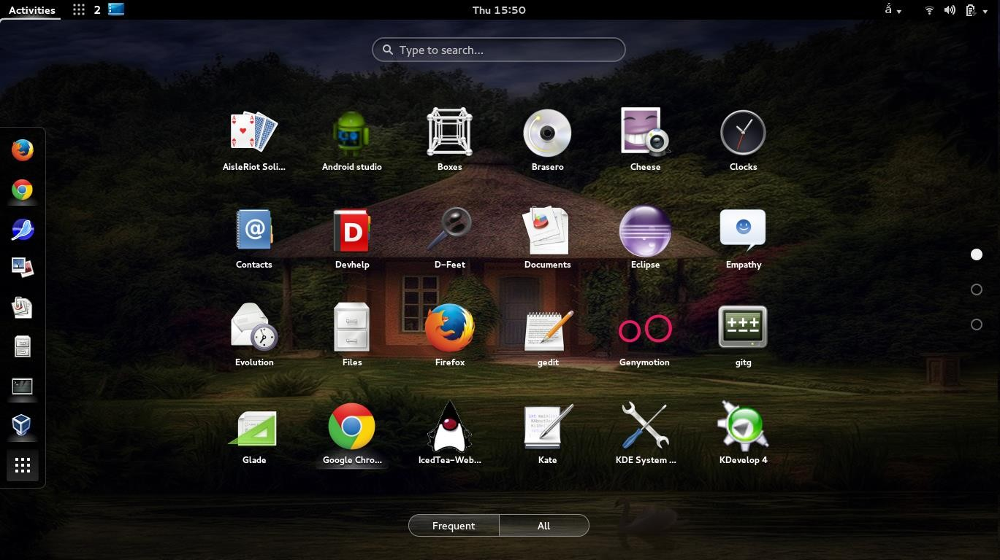 Activities
2
Thu 15:50
á
Type to search...
AisleRiot Soli...
Android studio
Boxes
Brasero
Cheese
Clocks
Contacts
Devhelp
D-Feet
Documents
Eclipse
Empathy
Evolution
Files
Firefox
gedit
Genymotion
gitg
Glade
Google Chro...
IcedTea-Web...
Kate
KDE System ...
KDevelop 4
Frequent
All